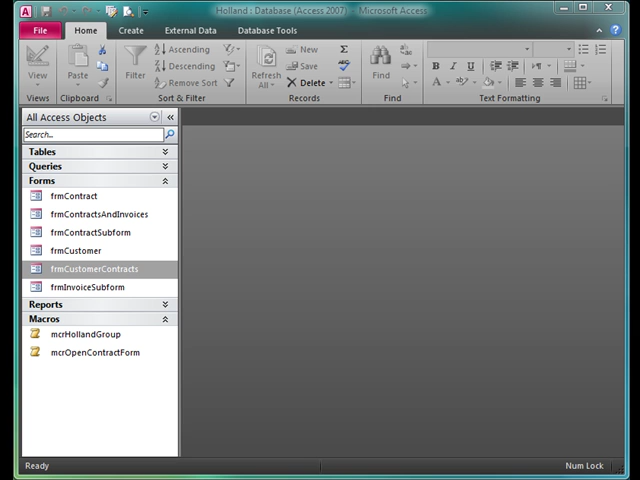 Holland : Database (Access 2007) - Microsoft Access
File Home Create External Data Database Tools
View
Paste
Filter
Ascending
Descending
Remove Sort
Refresh All
New
Save
Delete
Find
Views Clipboard Sort & Filter Records Find Text Formatting
All Access Objects
Search...
Tables
Queries
Forms
frmContract
frmContractsAndInvoices
frmContractSubform
frmCustomer
frmCustomerContracts
frmInvoiceSubform
Reports
Macros
mcrHollandGroup
mcrOpenContractForm
Ready Num Lock